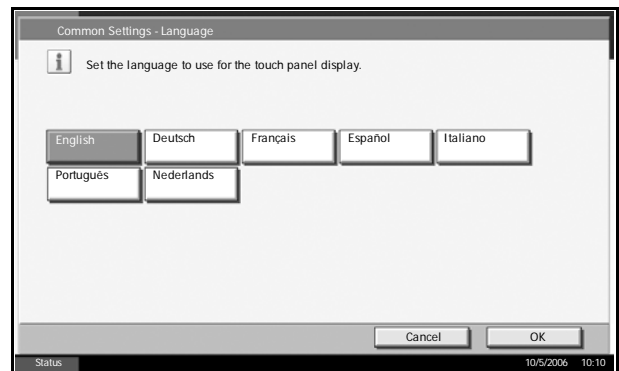 Common Settings - Language
Set the language to use for the touch panel display.
English Deutsch Français Español Italiano
Português Nederlands
Cancel OK
Status 10/5/2006 10:10